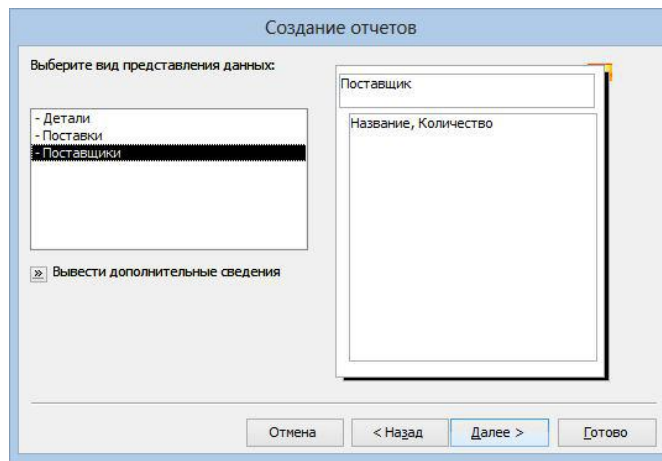 Создание отчетов
Выберите вид представления данных:
- Детали
- Поставки
- Поставщики
Поставщик
Название, Количество
» Вывести дополнительные сведения
Отмена
< Назад
Далее >
Готово